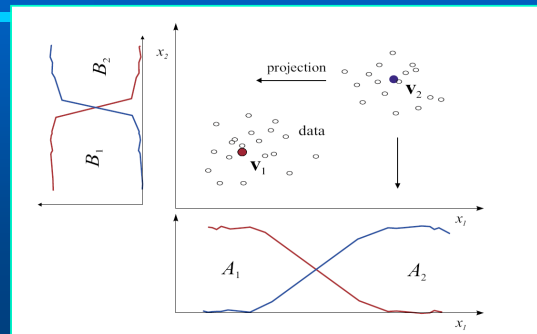 x₂
B₂
B₁
projection
v₂
data
v₁
x₁
A₁
A₂
x₁